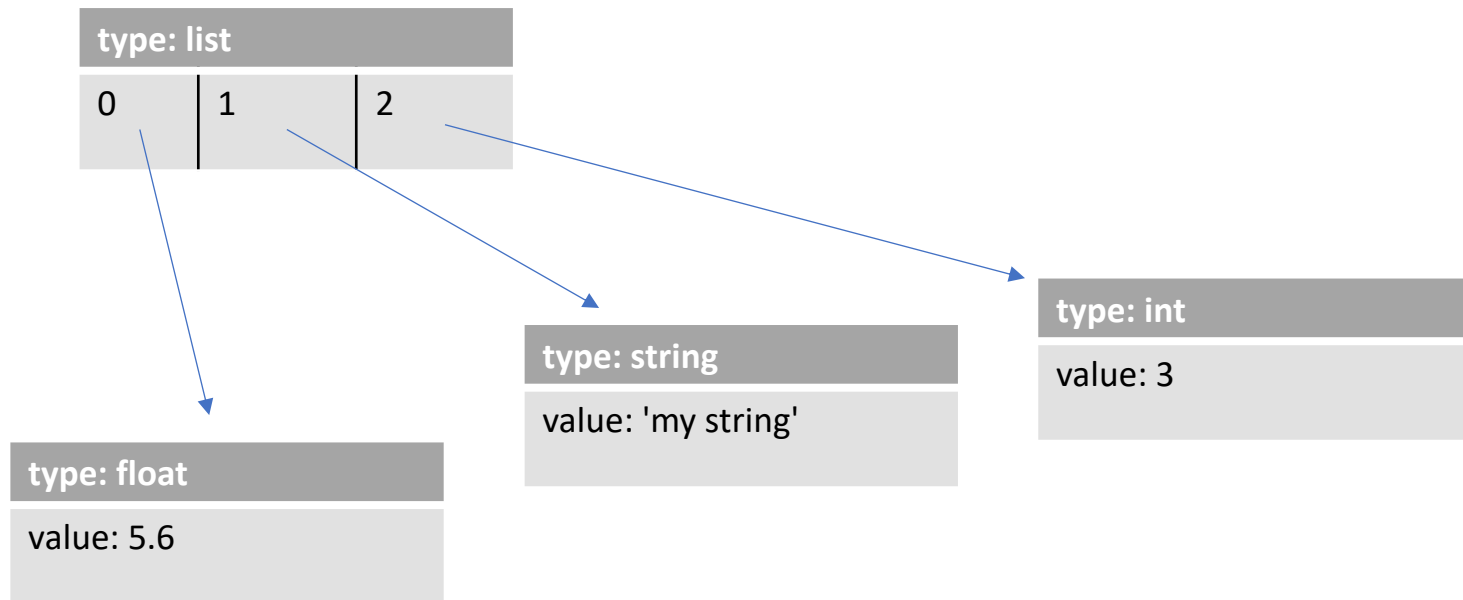 type: list
0 1 2
type: int
value: 3
type: string
value: 'my string'
type: float
value: 5.6